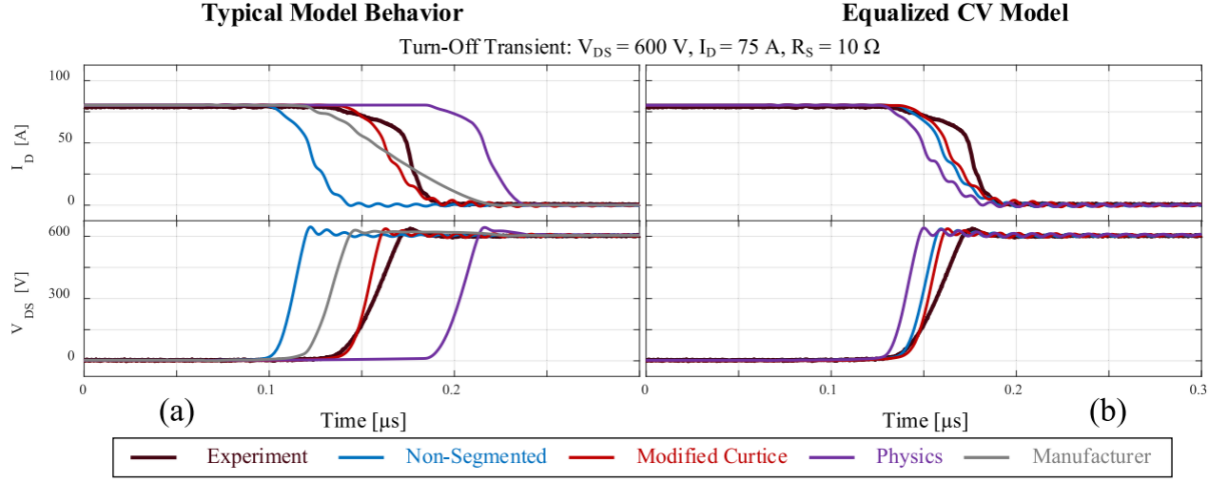 Typical Model Behavior
Equalized CV Model
Turn-Off Transient: VDS = 600 V, ID = 75 A, RS = 10 Ω
100
50
0
ID [A]
600
300
0
VDS [V]
0 0.1 0.2 0 0.1 0.2 0.3
(a) Time [µs] Time [µs] (b)
Experiment Non-Segmented Modified Curtice Physics Manufacturer